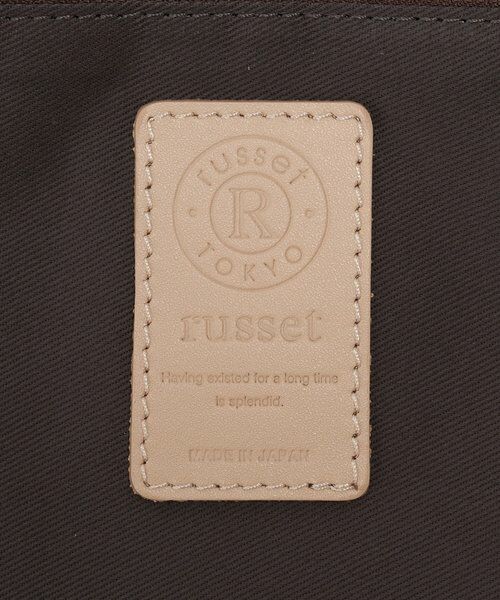 russet
R
TOKYO
russet
Having existed for a long time
is splendid.
MADE IN JAPAN